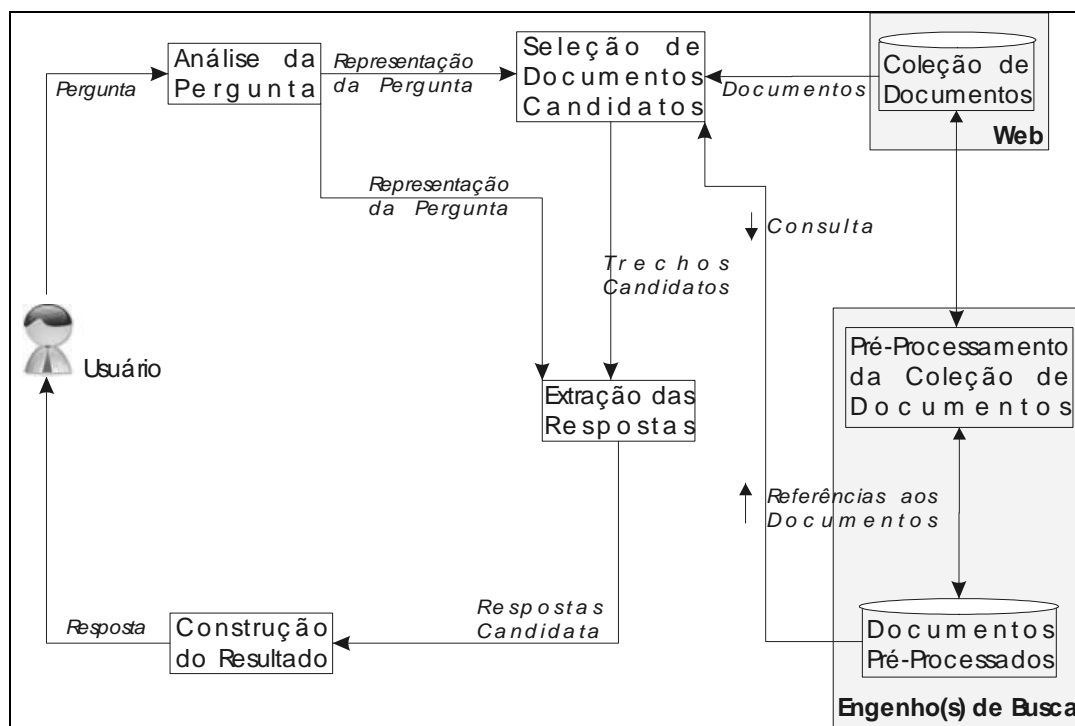 Análise da
Pergunta
Representação
da Pergunta
Seleção de
Documentos
Candidatos
Documentos
Coleção de
Documentos
Web
Pergunta
Representação
da Pergunta
Consulta
Trechos
Candidatos
Usuário
Pré-Processamento
da Coleção de
Documentos
Extração das
Respostas
Referências aos
Documentos
Respostas
Candidata
Resposta
Construção
do Resultado
Documentos
Pré-Processados
Engenho(s) de Busca